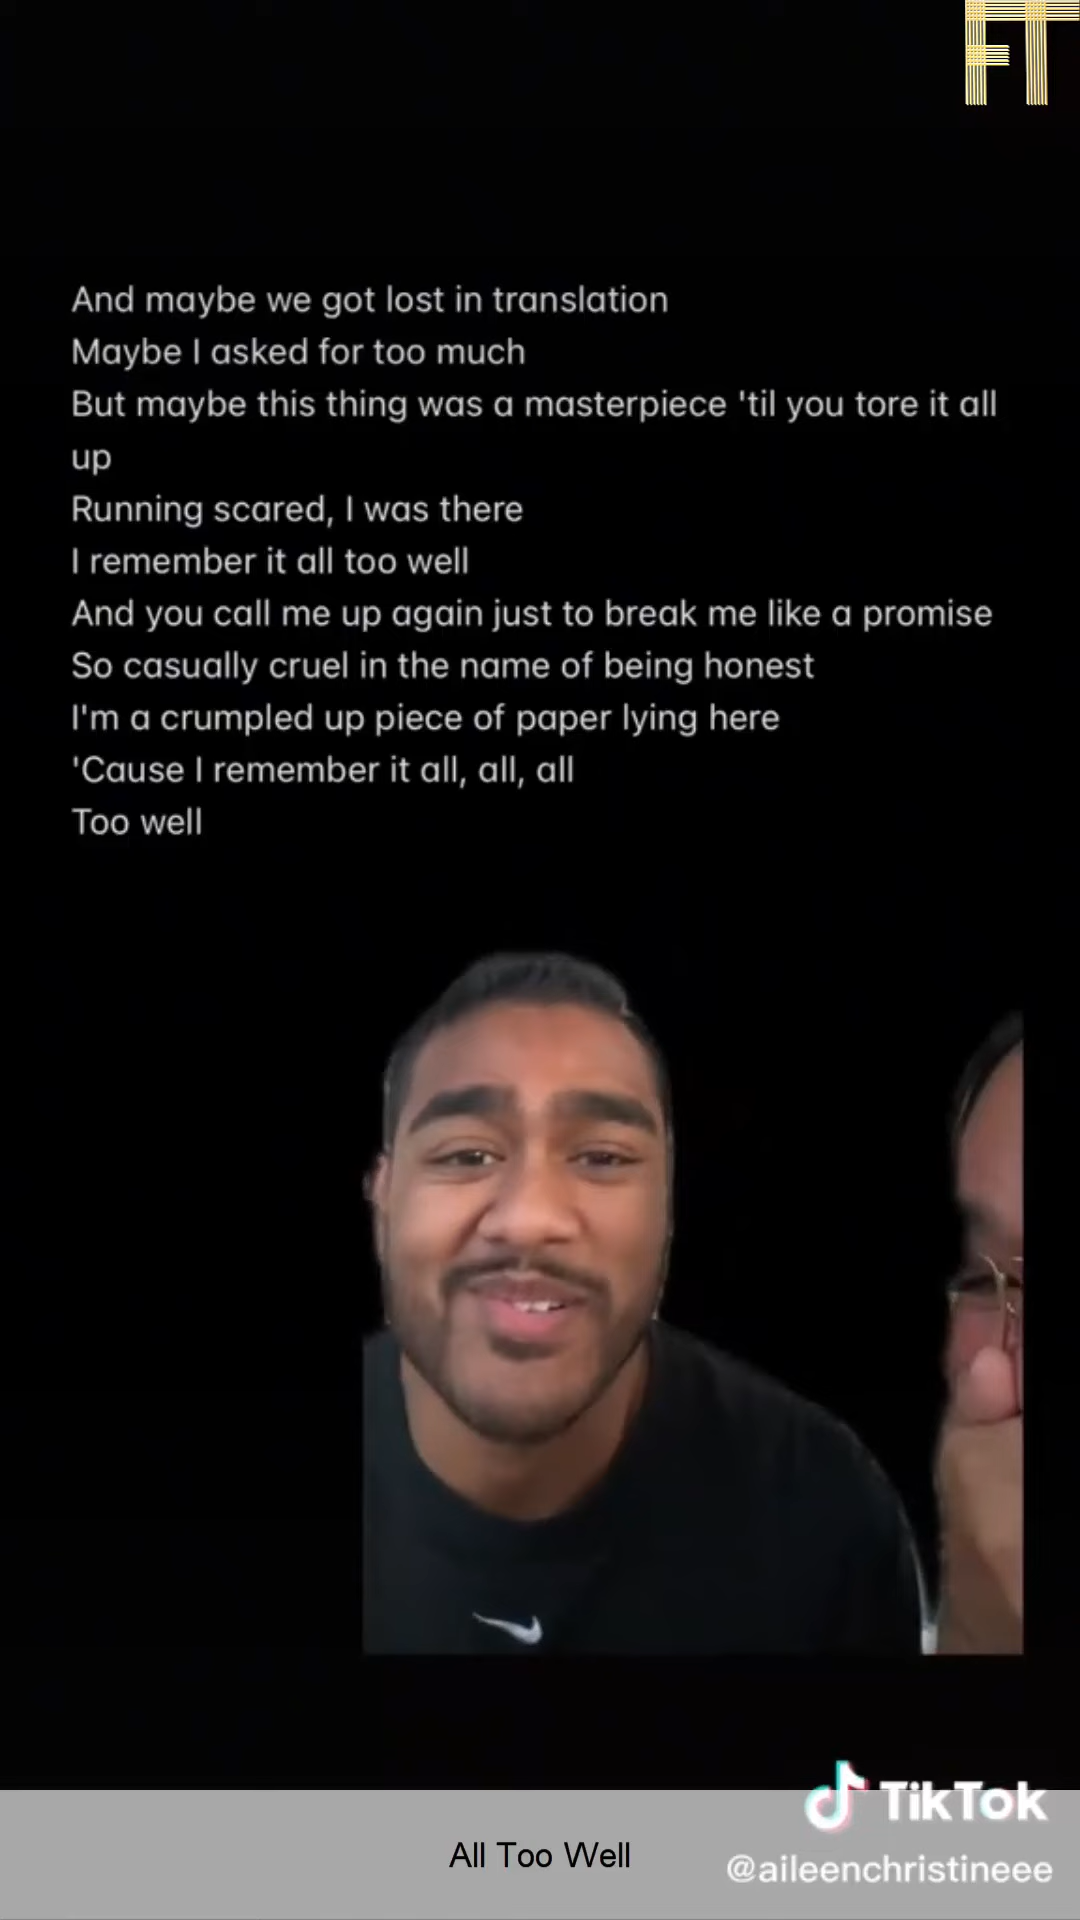 FT
And maybe we got lost in translation
Maybe I asked for too much
But maybe this thing was a masterpiece 'til you tore it all
up
Running scared, I was there
I remember it all too well
And you call me up again just to break me like a promise
So casually cruel in the name of being honest
I'm a crumpled up piece of paper lying here
'Cause I remember it all, all, all
Too well
TikTok
All Too Well
@aileenchristineee